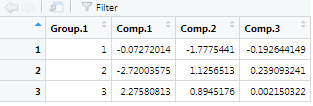 Filter
Group.1 Comp.1 Comp.2 Comp.3
1 1 -0.07272014 -1.7775441 -0.192644149
2 2 -2.72003575 1.1256513 0.239093241
3 3 2.27580813 0.8945176 0.002150322